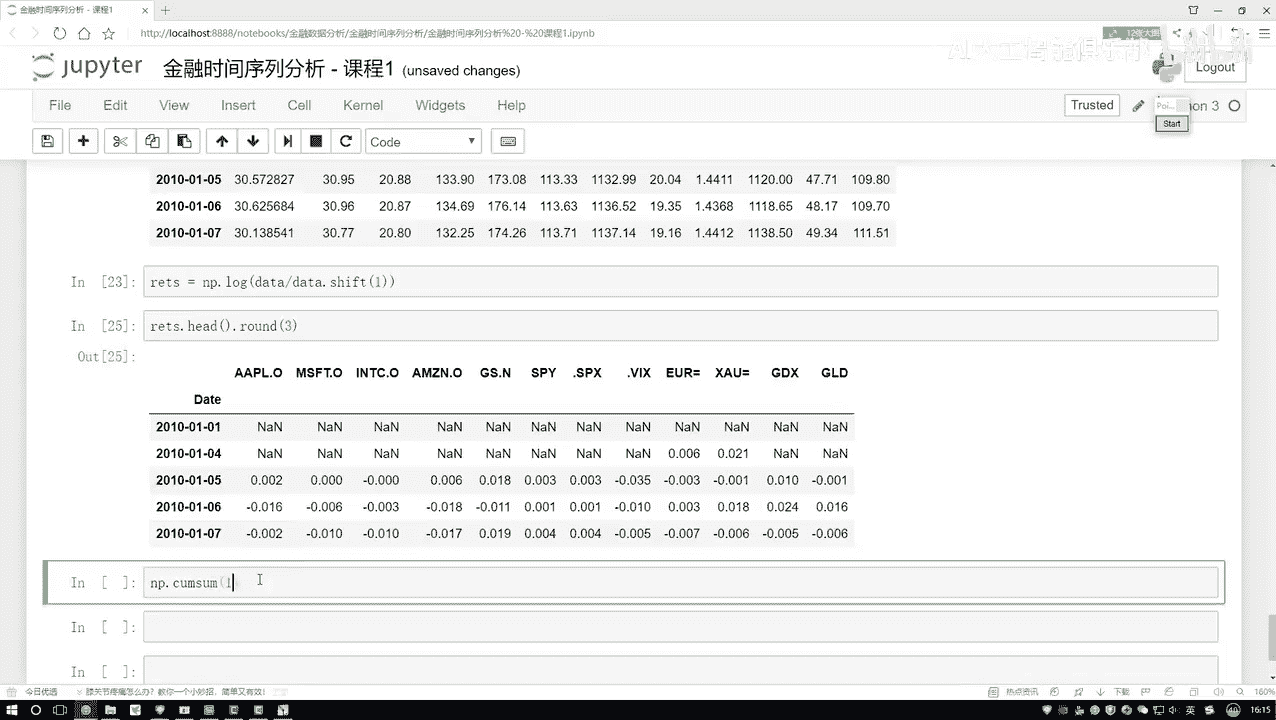 金融时间序列分析 - 课程1
http://localhost:8888/notebooks/金融数据分析/金融时间序列分析/金融时间序列分析%20-%20课程1.ipynb
jupyter 金融时间序列分析 - 课程1 (unsaved changes)
Logout
File Edit View Insert Cell Kernel Widgets Help
Trusted
Start
Code
2010-01-05 30.572827 30.95 20.88 133.90 173.08 113.33 1132.99 20.04 1.4411 1120.00 47.71 109.80
2010-01-06 30.625684 30.96 20.87 134.69 176.14 113.63 1136.52 19.35 1.4368 1118.65 48.17 109.70
2010-01-07 30.138541 30.77 20.80 132.25 174.26 113.71 1137.14 19.16 1.4412 1138.50 49.34 111.51
In [23]: rets = np.log(data/data.shift(1))
In [25]: rets.head().round(3)
Out[25]:
AAPL.O MSFT.O INTC.O AMZN.O GS.N SPY .SPX .VIX EUR= XAU= GDX GLD
Date
2010-01-01 NaN NaN NaN NaN NaN NaN NaN NaN NaN NaN NaN NaN
2010-01-04 NaN NaN NaN NaN NaN NaN NaN NaN 0.006 0.021 NaN NaN
2010-01-05 0.002 0.000 -0.000 0.006 0.018 0.003 0.003 -0.035 -0.003 -0.001 0.010 -0.001
2010-01-06 -0.016 -0.006 -0.003 -0.018 -0.011 0.001 0.001 -0.010 0.003 0.018 0.024 0.016
2010-01-07 -0.002 -0.010 -0.010 -0.017 0.019 0.004 0.004 -0.005 -0.007 -0.006 -0.005 -0.006
In [ ]: np.cumsum(1
In [ ]:
In [ ]:
今日优选 膝关节疼痛怎么办？教你一个小妙招，简单又有效！ 热点资讯 下载 160%
英 16:15